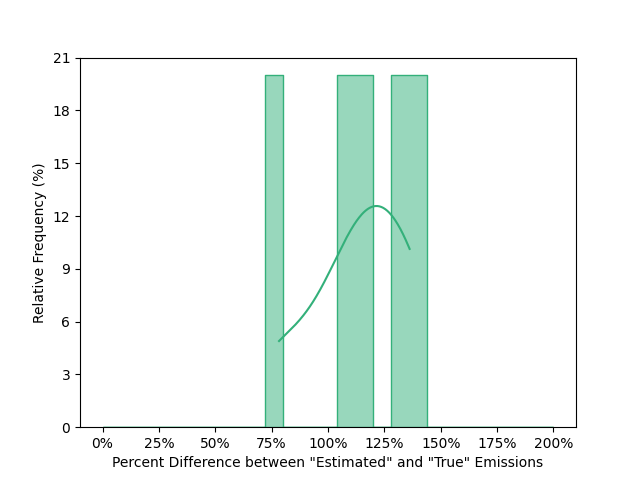 21
18
15
12
9
6
3
0
Relative Frequency (%)
0% 25% 50% 75% 100% 125% 150% 175% 200%
Percent Difference between "Estimated" and "True" Emissions